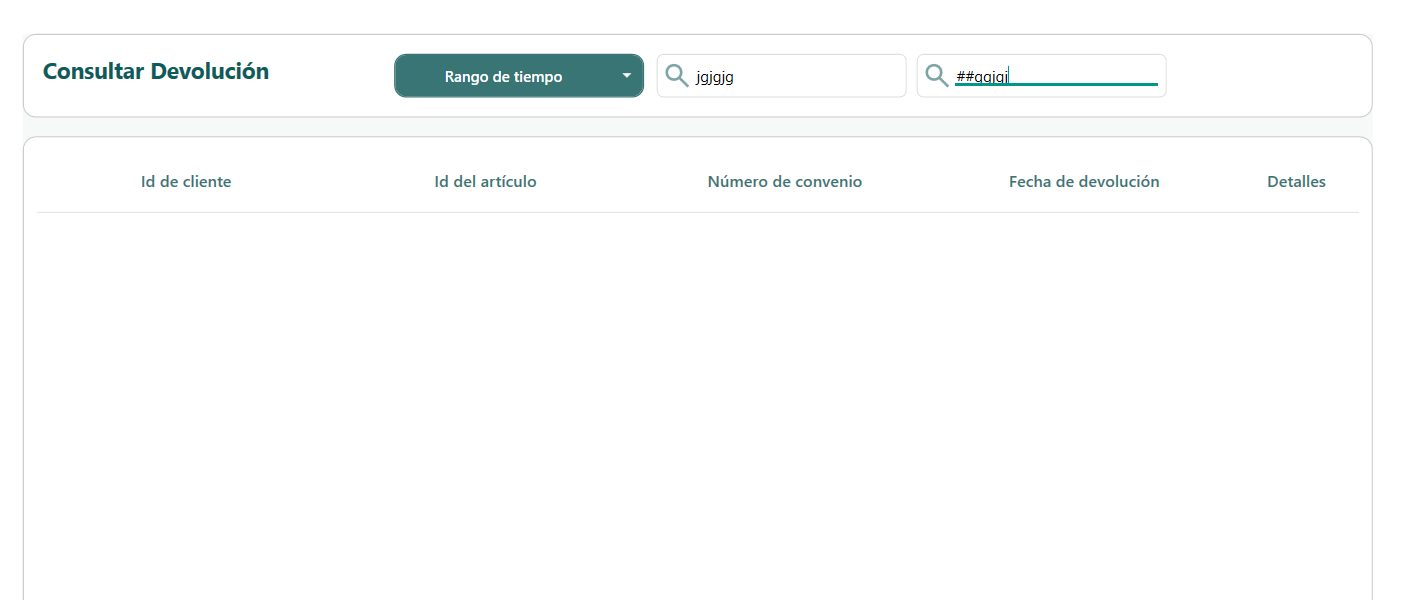 Consultar Devolución
Rango de tiempo
jgjgjg
##ggjgj
Id de cliente
Id del artículo
Número de convenio
Fecha de devolución
Detalles